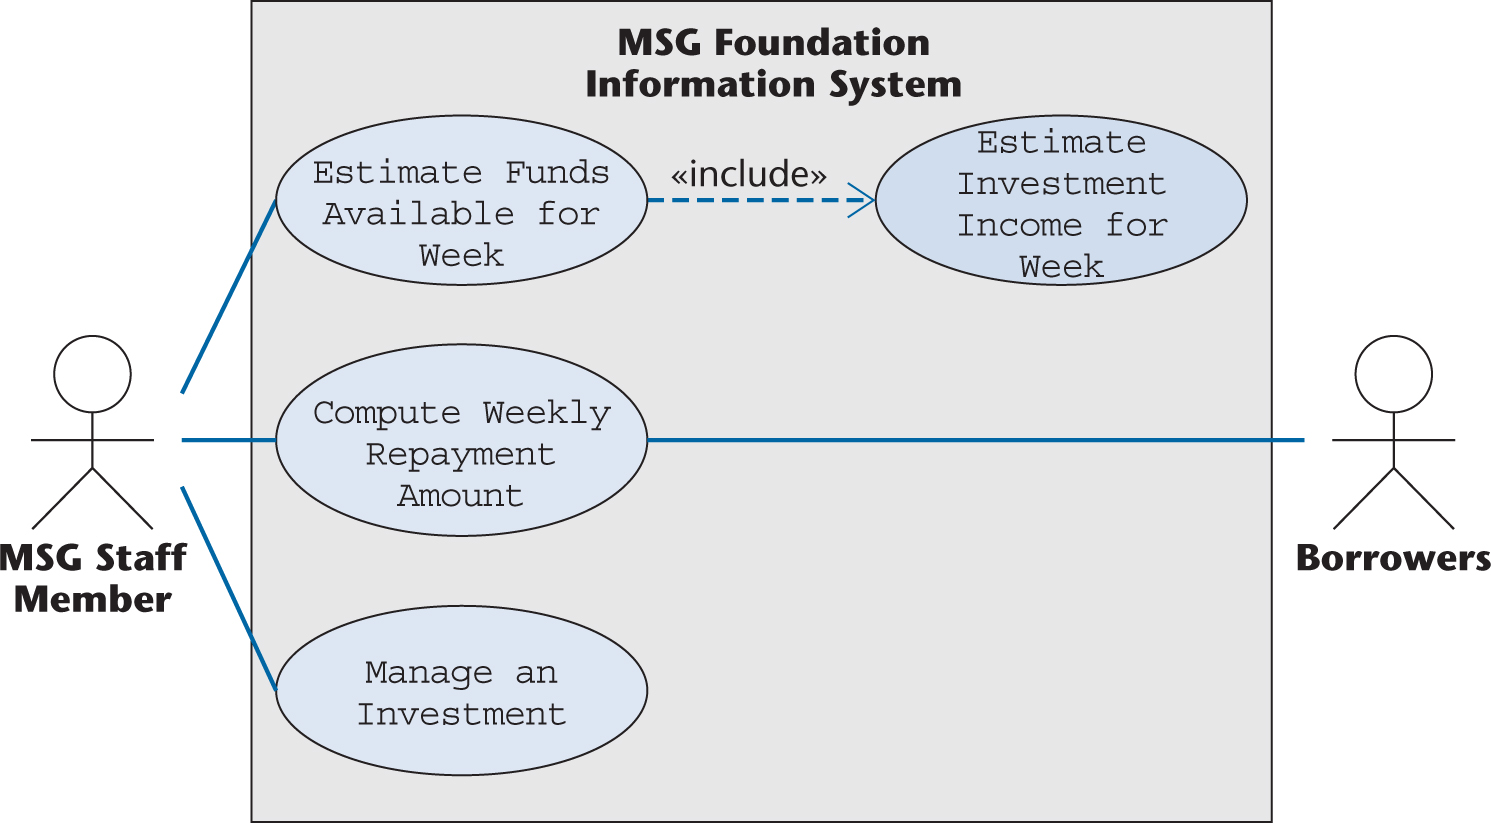 MSG Foundation
Information System
Estimate Funds
Available for
Week
«include»
Estimate
Investment
Income for
Week
Compute Weekly
Repayment
Amount
MSG Staff
Member
Borrowers
Manage an
Investment